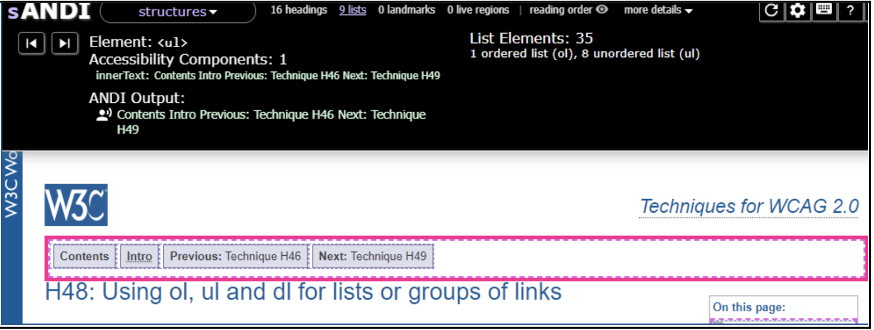 sANDI structures 16 headings 9 lists 0 landmarks 0 live regions | reading order more details ?
Element: <ul>
Accessibility Components: 1
innerText: Contents Intro Previous: Technique H46 Next: Technique H49
ANDI Output:
Contents Intro Previous: Technique H46 Next: Technique
H49
List Elements: 35
1 ordered list (ol), 8 unordered list (ul)
W3C
W3C
Techniques for WCAG 2.0
Contents Intro Previous: Technique H46 Next: Technique H49
H48: Using ol, ul and dl for lists or groups of links
On this page: